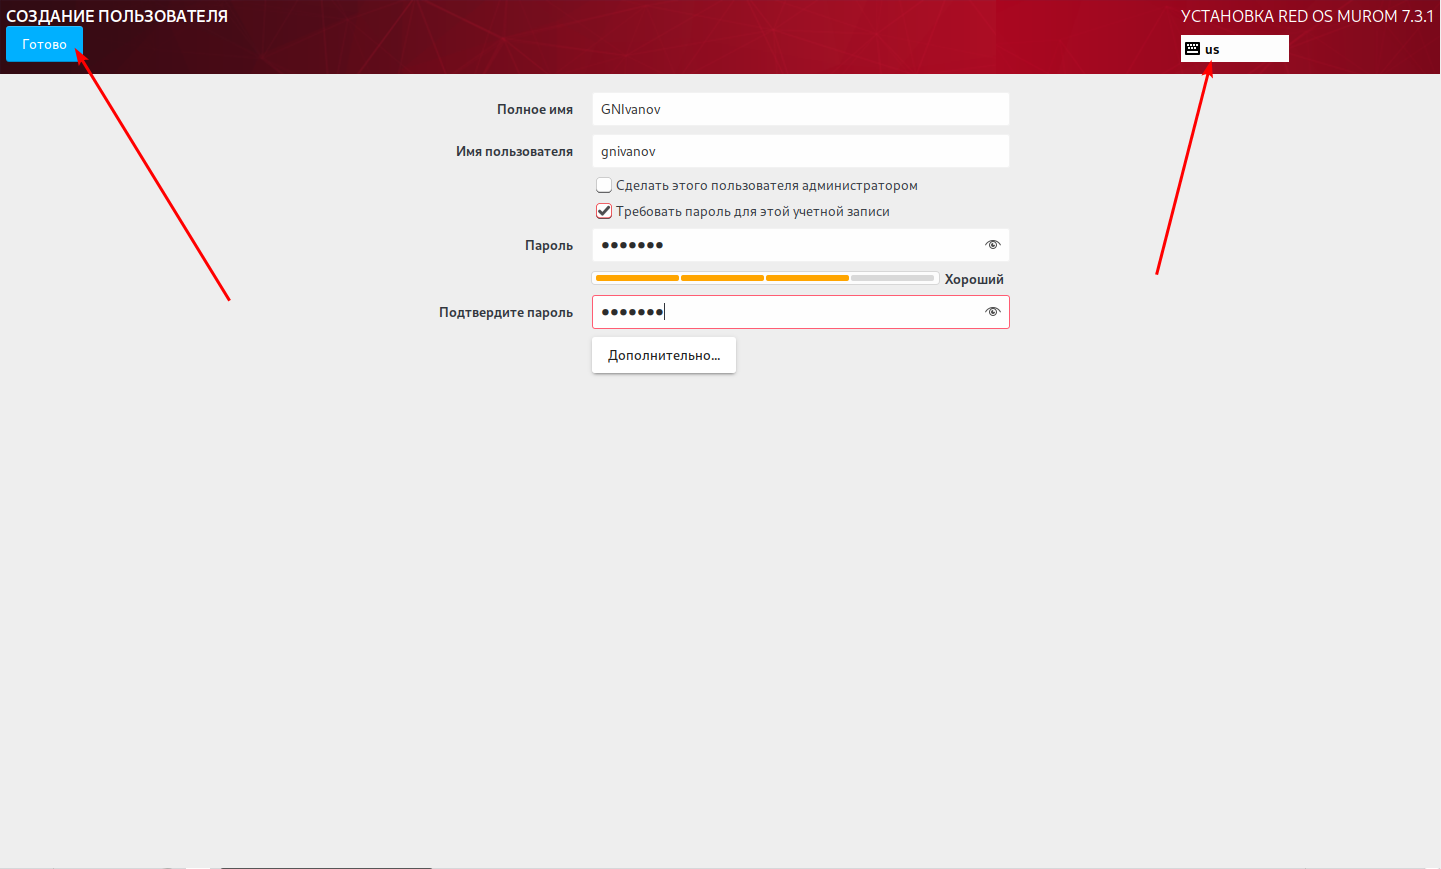 СОЗДАНИЕ ПОЛЬЗОВАТЕЛЯ
УСТАНОВКА RED OS MUROM 7.3.1
Готово
us
Полное имя
GNIvanov
Имя пользователя
gnivanov
Сделать этого пользователя администратором
Требовать пароль для этой учетной записи
Пароль
●●●●●●●
Хороший
Подтвердите пароль
●●●●●●●
Дополнительно...